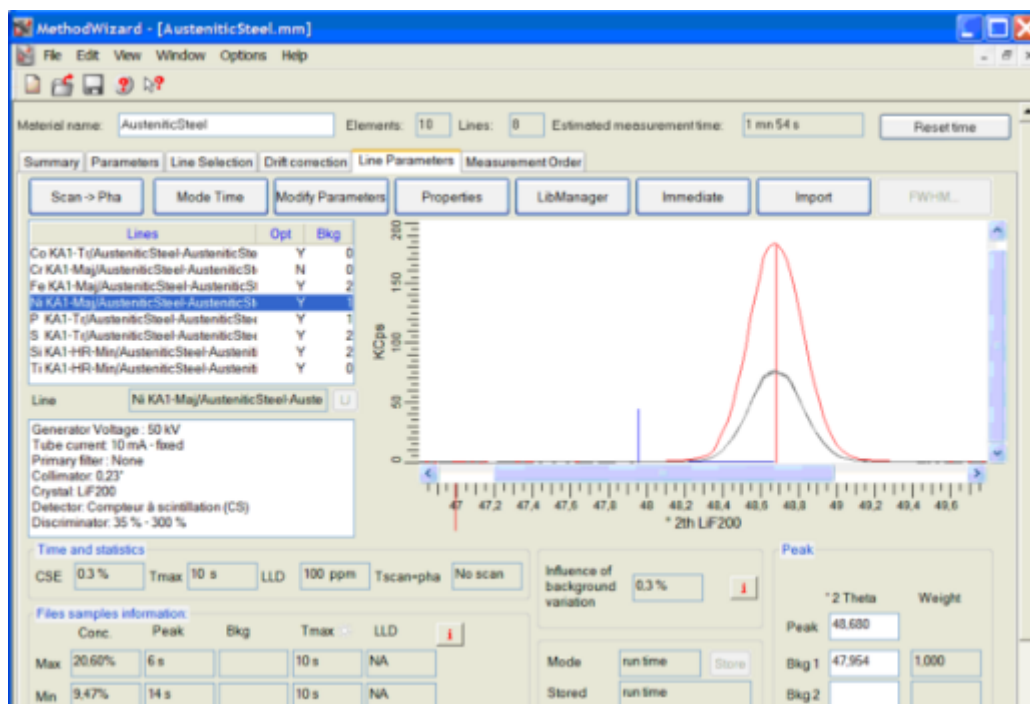 MethodWizard - [AusteniticSteel.mm]
File Edit View Window Options Help
Material name: AusteniticSteel Elements: 10 Lines: 8 Estimated measurement time: 1 mn 54 s Reset time
Summary Parameters Line Selection Drift correction Line Parameters Measurement Order
Scan -> Pha Mode Time Modify Parameters Properties LibManager Immediate Import FWHM...
Lines Opt Bkg
Co KA1-Tr/AusteniticSteel-AusteniticSte Y 0
Cr KA1-Maj/AusteniticSteel-AusteniticSt N 0
Fe KA1-Maj/AusteniticSteel-AusteniticSt Y 2
Ni KA1-Maj/AusteniticSteel-AusteniticSt Y 1
P KA1-Tr/AusteniticSteel-AusteniticStee Y 1
S KA1-Tr/AusteniticSteel-AusteniticStee Y 2
Si KA1-HR-Min/AusteniticSteel-Austeniti Y 2
Ti KA1-HR-Min/AusteniticSteel-Austeniti Y 0
Line Ni KA1-Maj/AusteniticSteel-Auste
Generator Voltage : 50 kV
Tube current: 10 mA - fixed
Primary filter : None
Collimator: 0,23°
Crystal: LiF200
Detector: Compteur à scintillation (CS)
Discriminator: 35 % - 300 %
KCps
200
150
100
50
0
47 47,2 47,4 47,6 47,8 48 48,2 48,4 48,6 48,8 49 49,2 49,4 49,6
° 2th LiF200
Time and statistics
CSE 0.3 % Tmax 10 s LLD 100 ppm Tscan+pha No scan
Influence of background variation 0,3 % i
Files samples information:
Conc. Peak Bkg Tmax LLD i
Max 20,60% 6 s 10 s NA
Min 9,47% 14 s 10 s NA
Mode run time Store
Stored run time
Peak
° 2 Theta Weight
Peak 48,680
Bkg 1 47,954 1,000
Bkg 2